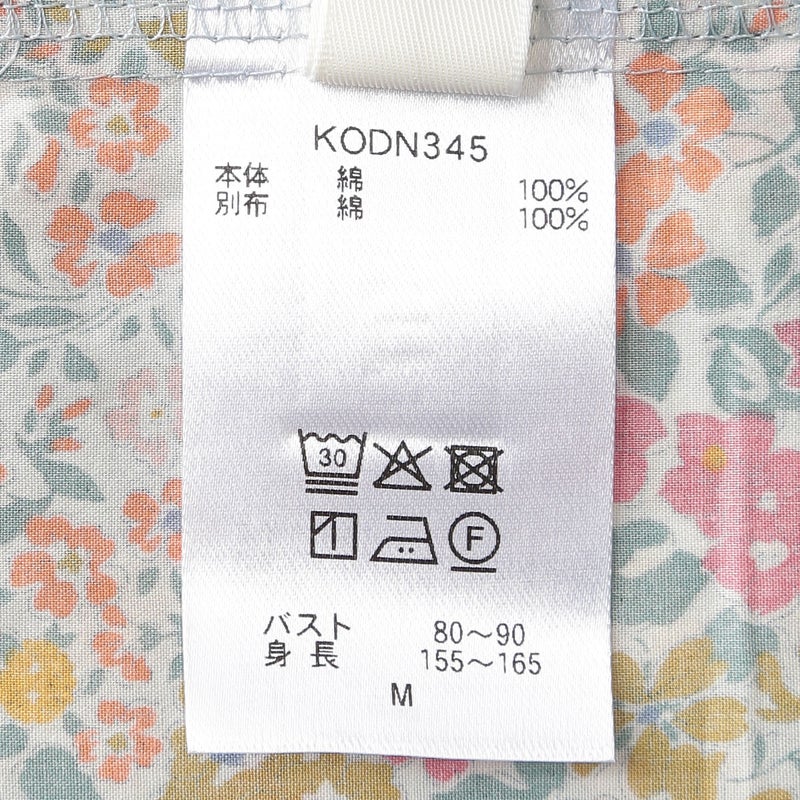 KODN345
本体 綿 100%
別布 綿 100%
30
F
バスト 80～90
身長 155～165
M